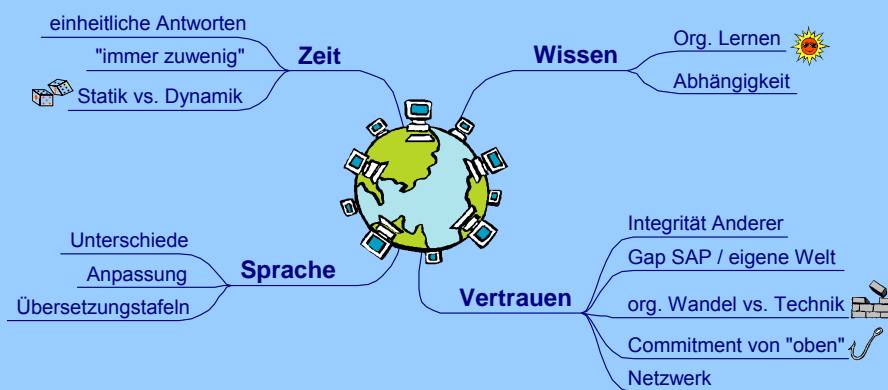 Zeit
einheitliche Antworten
"immer zuwenig"
Statik vs. Dynamik
Wissen
Org. Lernen
Abhängigkeit
Sprache
Unterschiede
Anpassung
Übersetzungstafeln
Vertrauen
Integrität Anderer
Gap SAP / eigene Welt
org. Wandel vs. Technik
Commitment von "oben"
Netzwerk